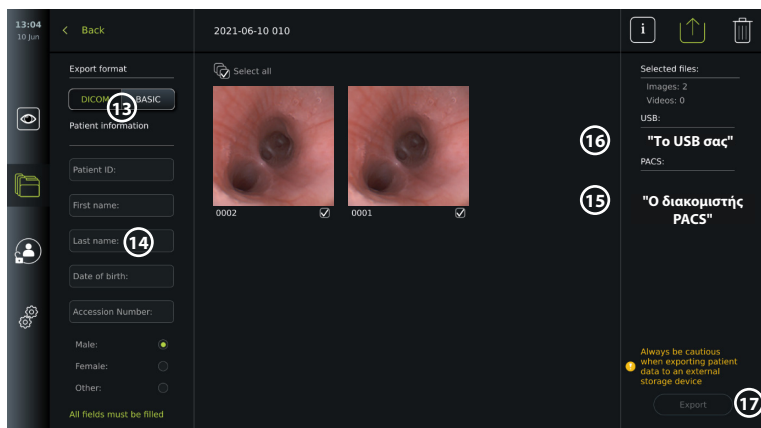 13:04
10 Jun
Back
2021-06-10 010
i
Export format
DICOM
BASIC
13
Patient information
Patient ID:
First name:
Last name:
14
Date of birth:
Accession Number:
Male:
Female:
Other:
All fields must be filled
Select all
0002
0001
Selected files:
Images: 2
Videos: 0
USB:
16
"Το USB σας"
PACS:
15
"Ο διακομιστής
PACS"
Always be cautious
when exporting patient
data to an external
storage device
Export
17